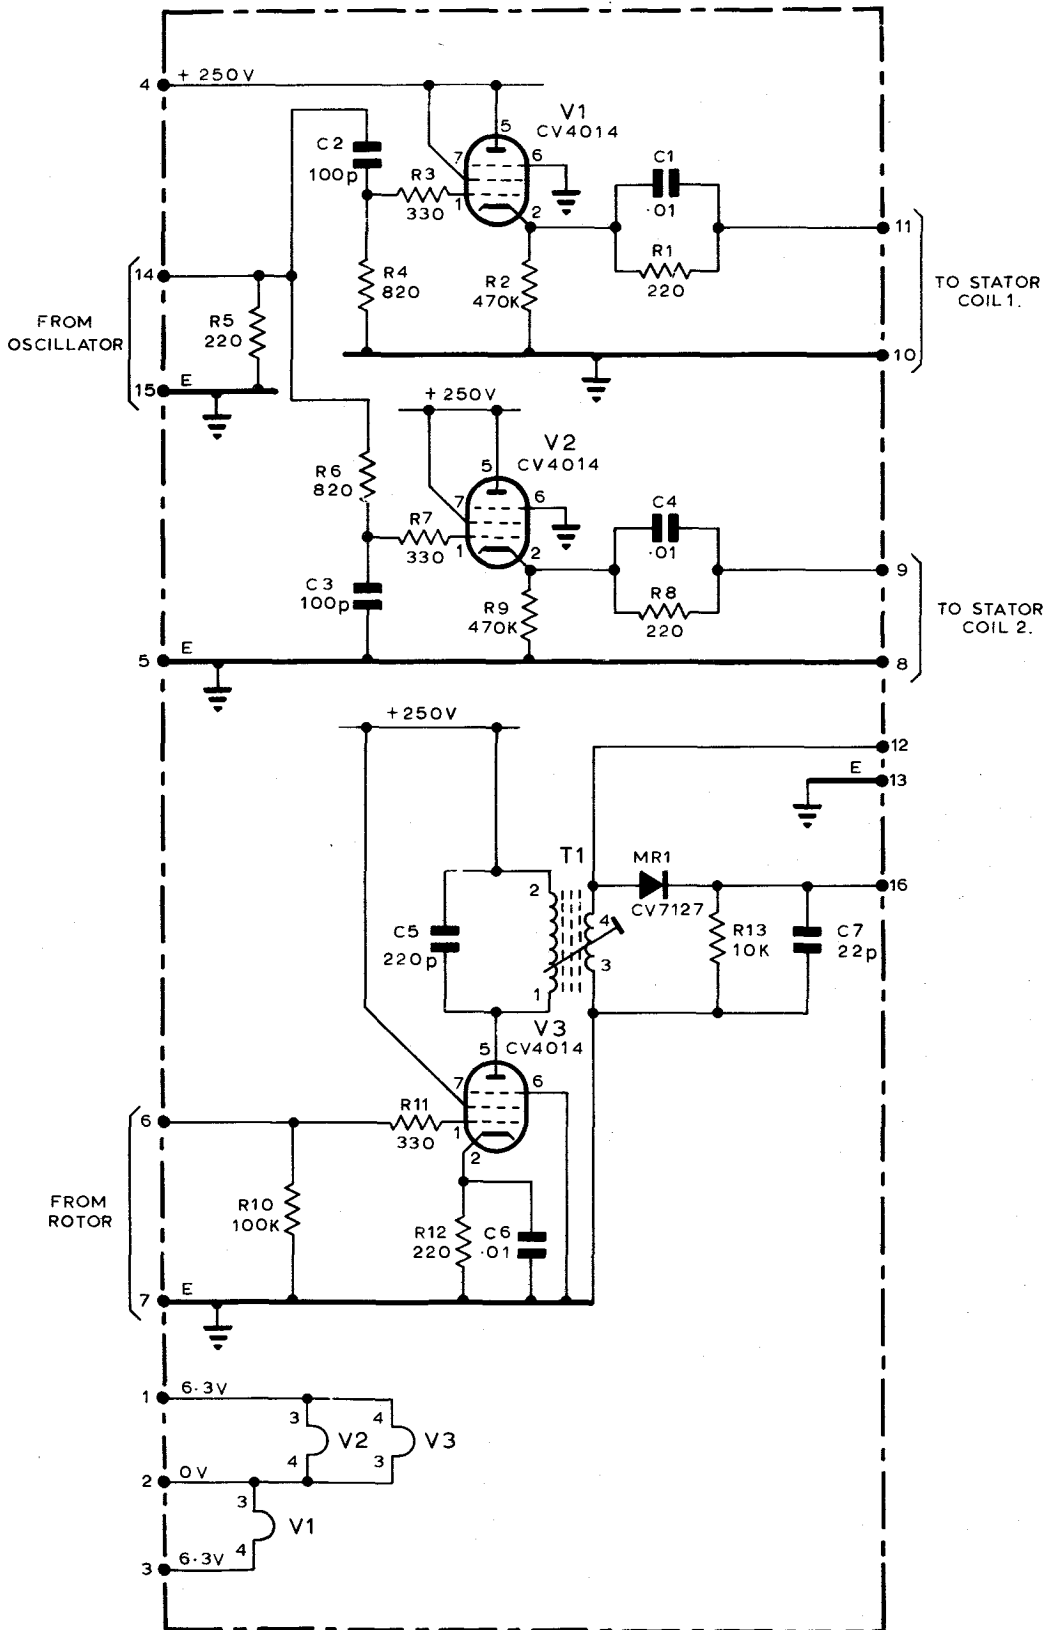 4
+ 250V
V1
CV4014
5
7
6
1
2
C2
100p
R3
330
C1
·01
R1
220
11
R4
820
R2
470K
TO STATOR
COIL 1.
14
R5
220
FROM
OSCILLATOR
10
15
E
+ 250V
V2
CV4014
5
7
6
1
2
R6
820
R7
330
C4
·01
R8
220
9
C3
100p
R9
470K
TO STATOR
COIL 2.
5
E
8
+250V
12
E
13
T1
MR1
CV7127
16
2
4
3
1
C5
220p
R13
10K
C7
22p
V3
CV4014
5
7
6
1
2
6
R11
330
FROM
ROTOR
R10
100K
R12
220
C6
·01
7
E
1
6·3V
3
4
V2
4
3
V3
2
0V
3
4
V1
3
6·3V